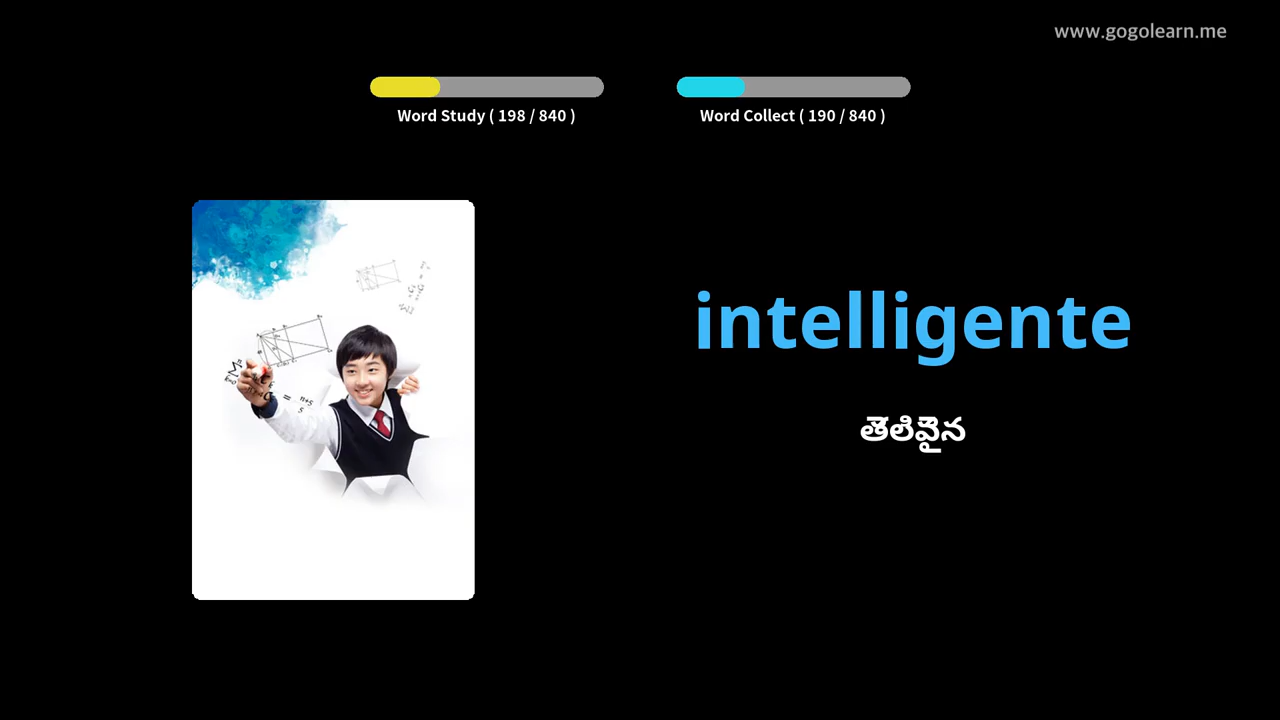 www.gogolearn.me
Word Study ( 198 / 840 )
Word Collect ( 190 / 840 )
intelligente
తెలివైన